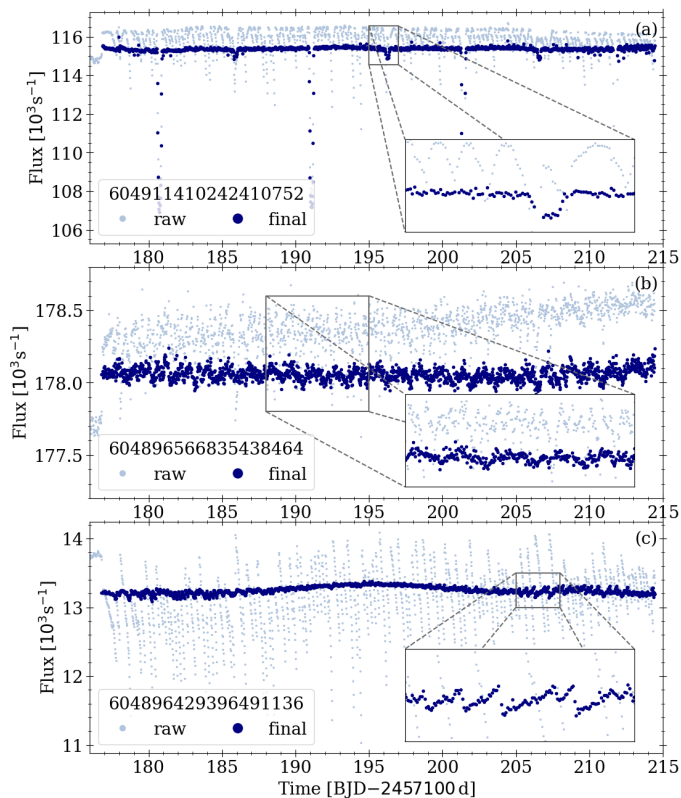 (a)
116
114
112
110
108
106
Flux [10³s⁻¹]
604911410242410752
raw final
180 185 190 195 200 205 210 215
(b)
178.5
178.0
177.5
Flux [10³s⁻¹]
604896566835438464
raw final
180 185 190 195 200 205 210 215
(c)
14
13
12
11
Flux [10³s⁻¹]
604896429396491136
raw final
180 185 190 195 200 205 210 215
Time [BJD−2457100 d]